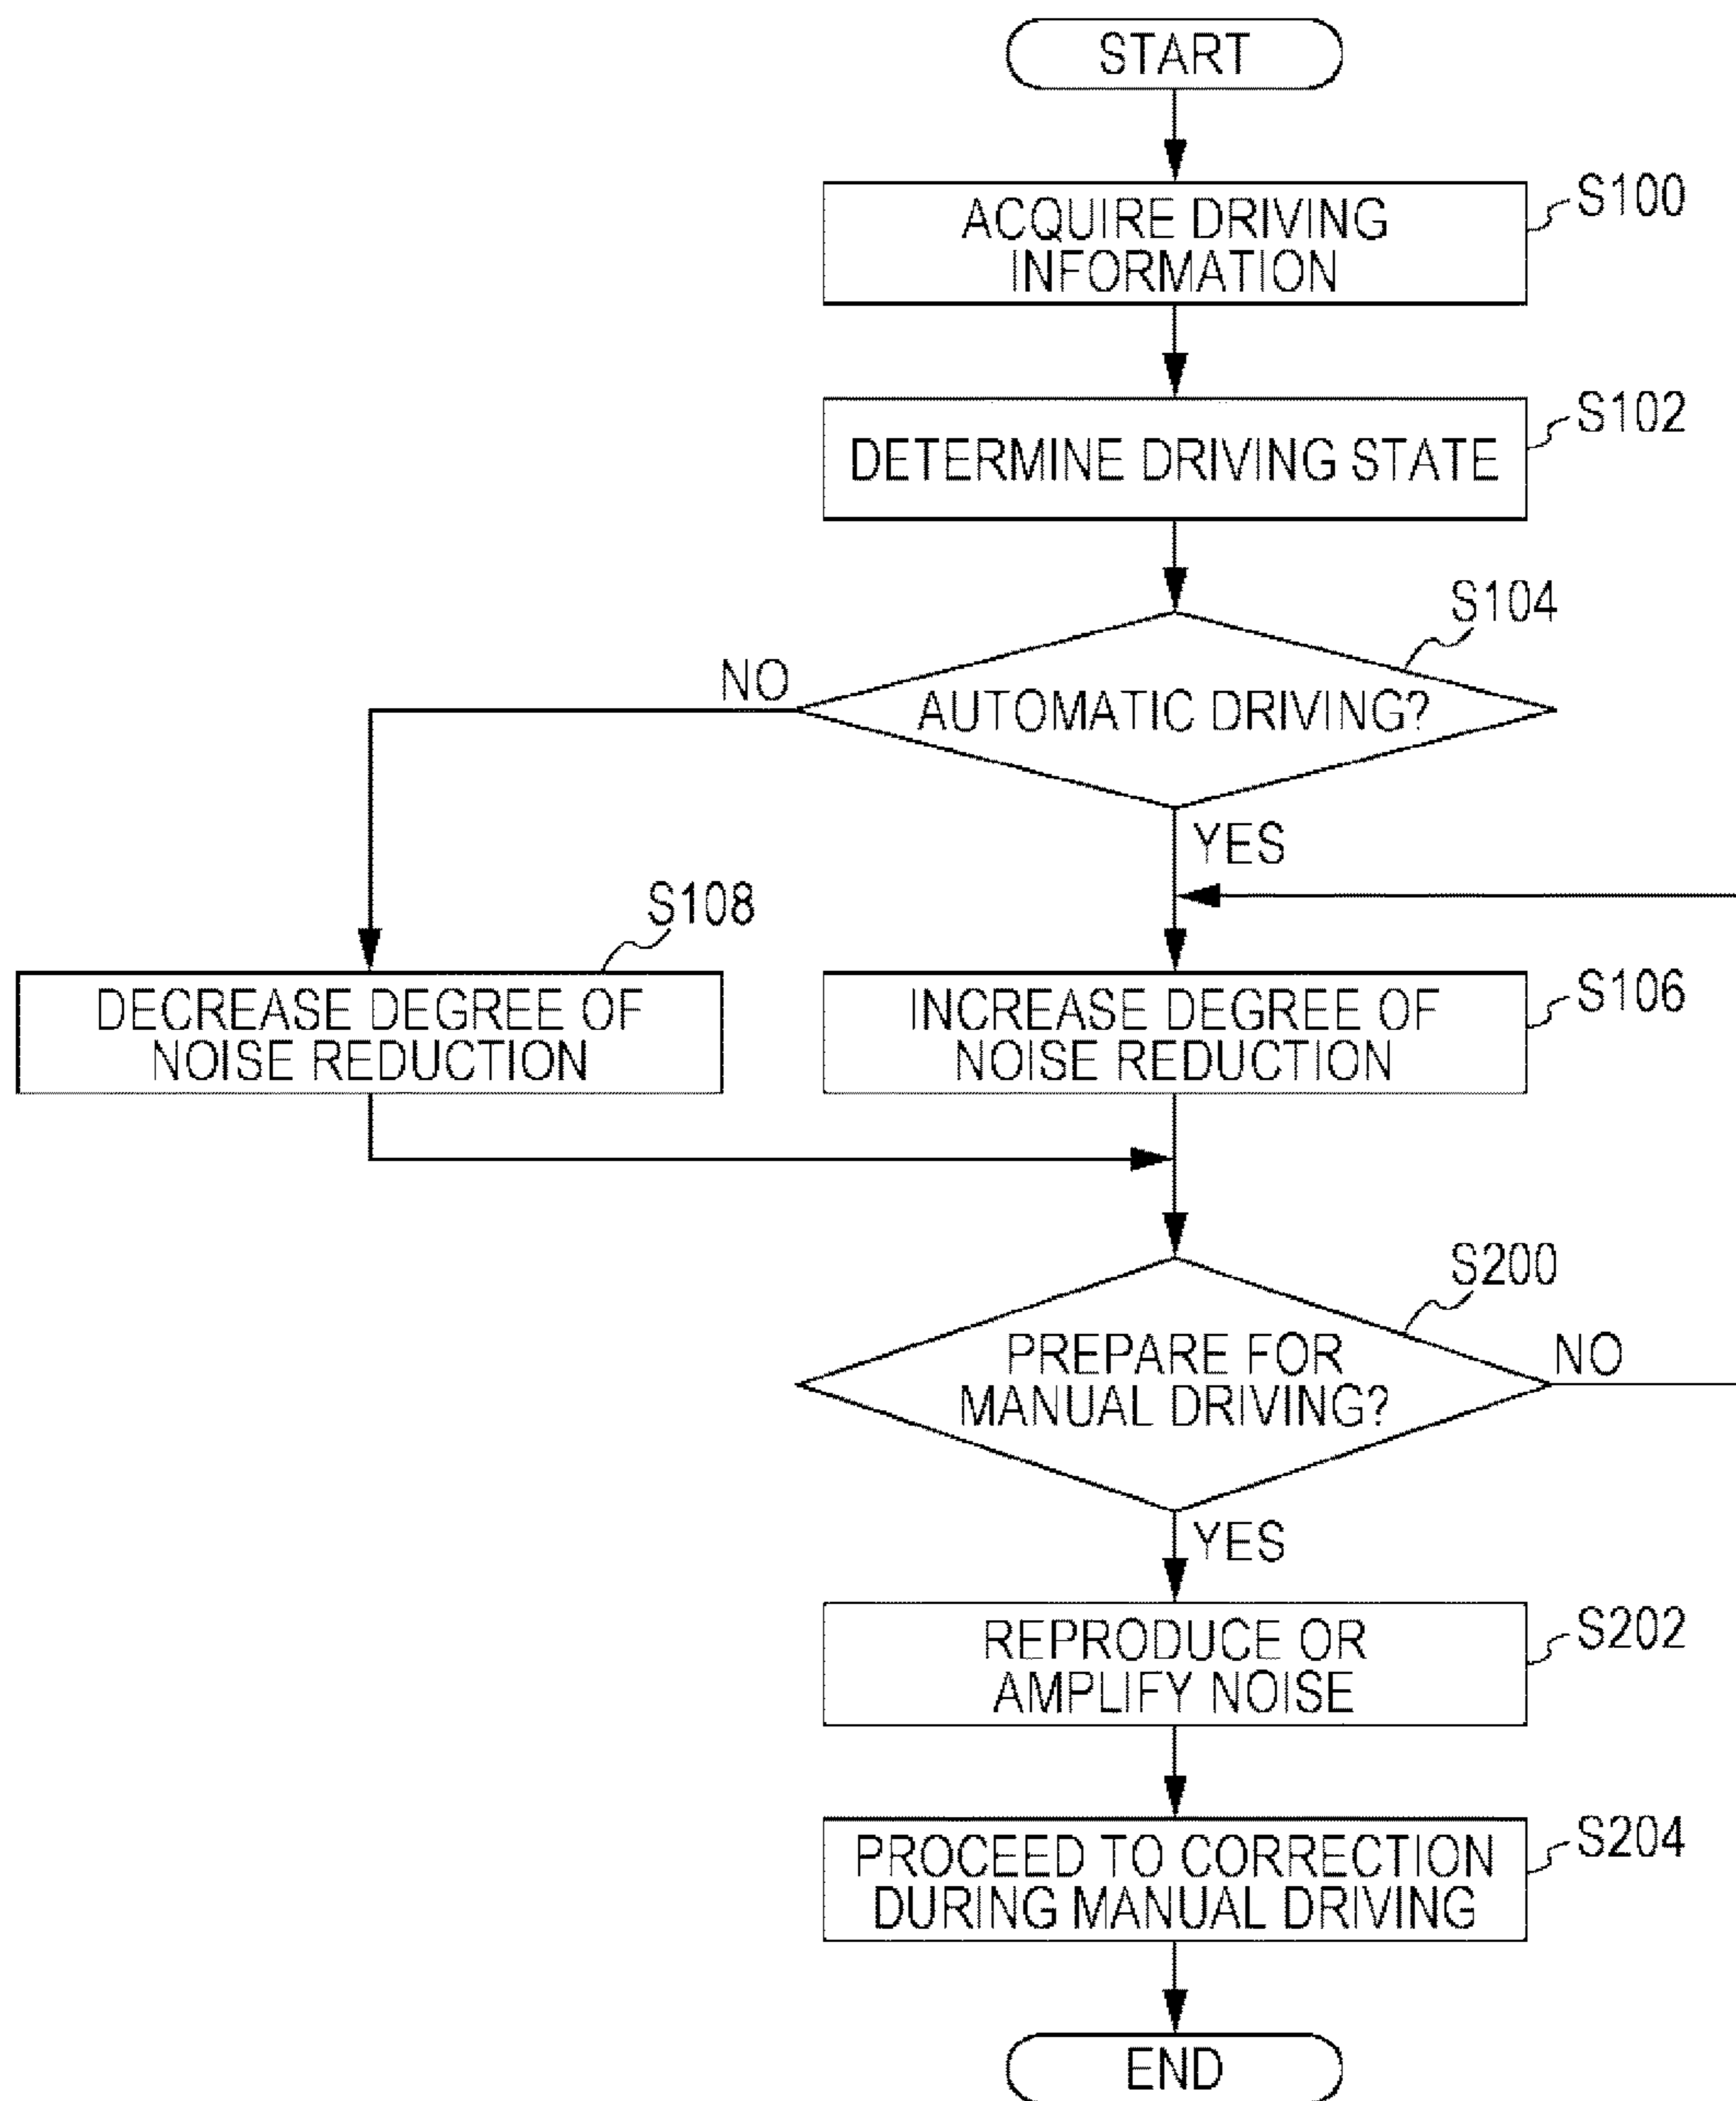 START
S100
ACQUIRE DRIVING
INFORMATION
S102
DETERMINE DRIVING STATE
S104
NO
AUTOMATIC DRIVING?
YES
S108
DECREASE DEGREE OF
NOISE REDUCTION
S106
INCREASE DEGREE OF
NOISE REDUCTION
S200
PREPARE FOR
MANUAL DRIVING?
NO
YES
S202
REPRODUCE OR
AMPLIFY NOISE
S204
PROCEED TO CORRECTION
DURING MANUAL DRIVING
END